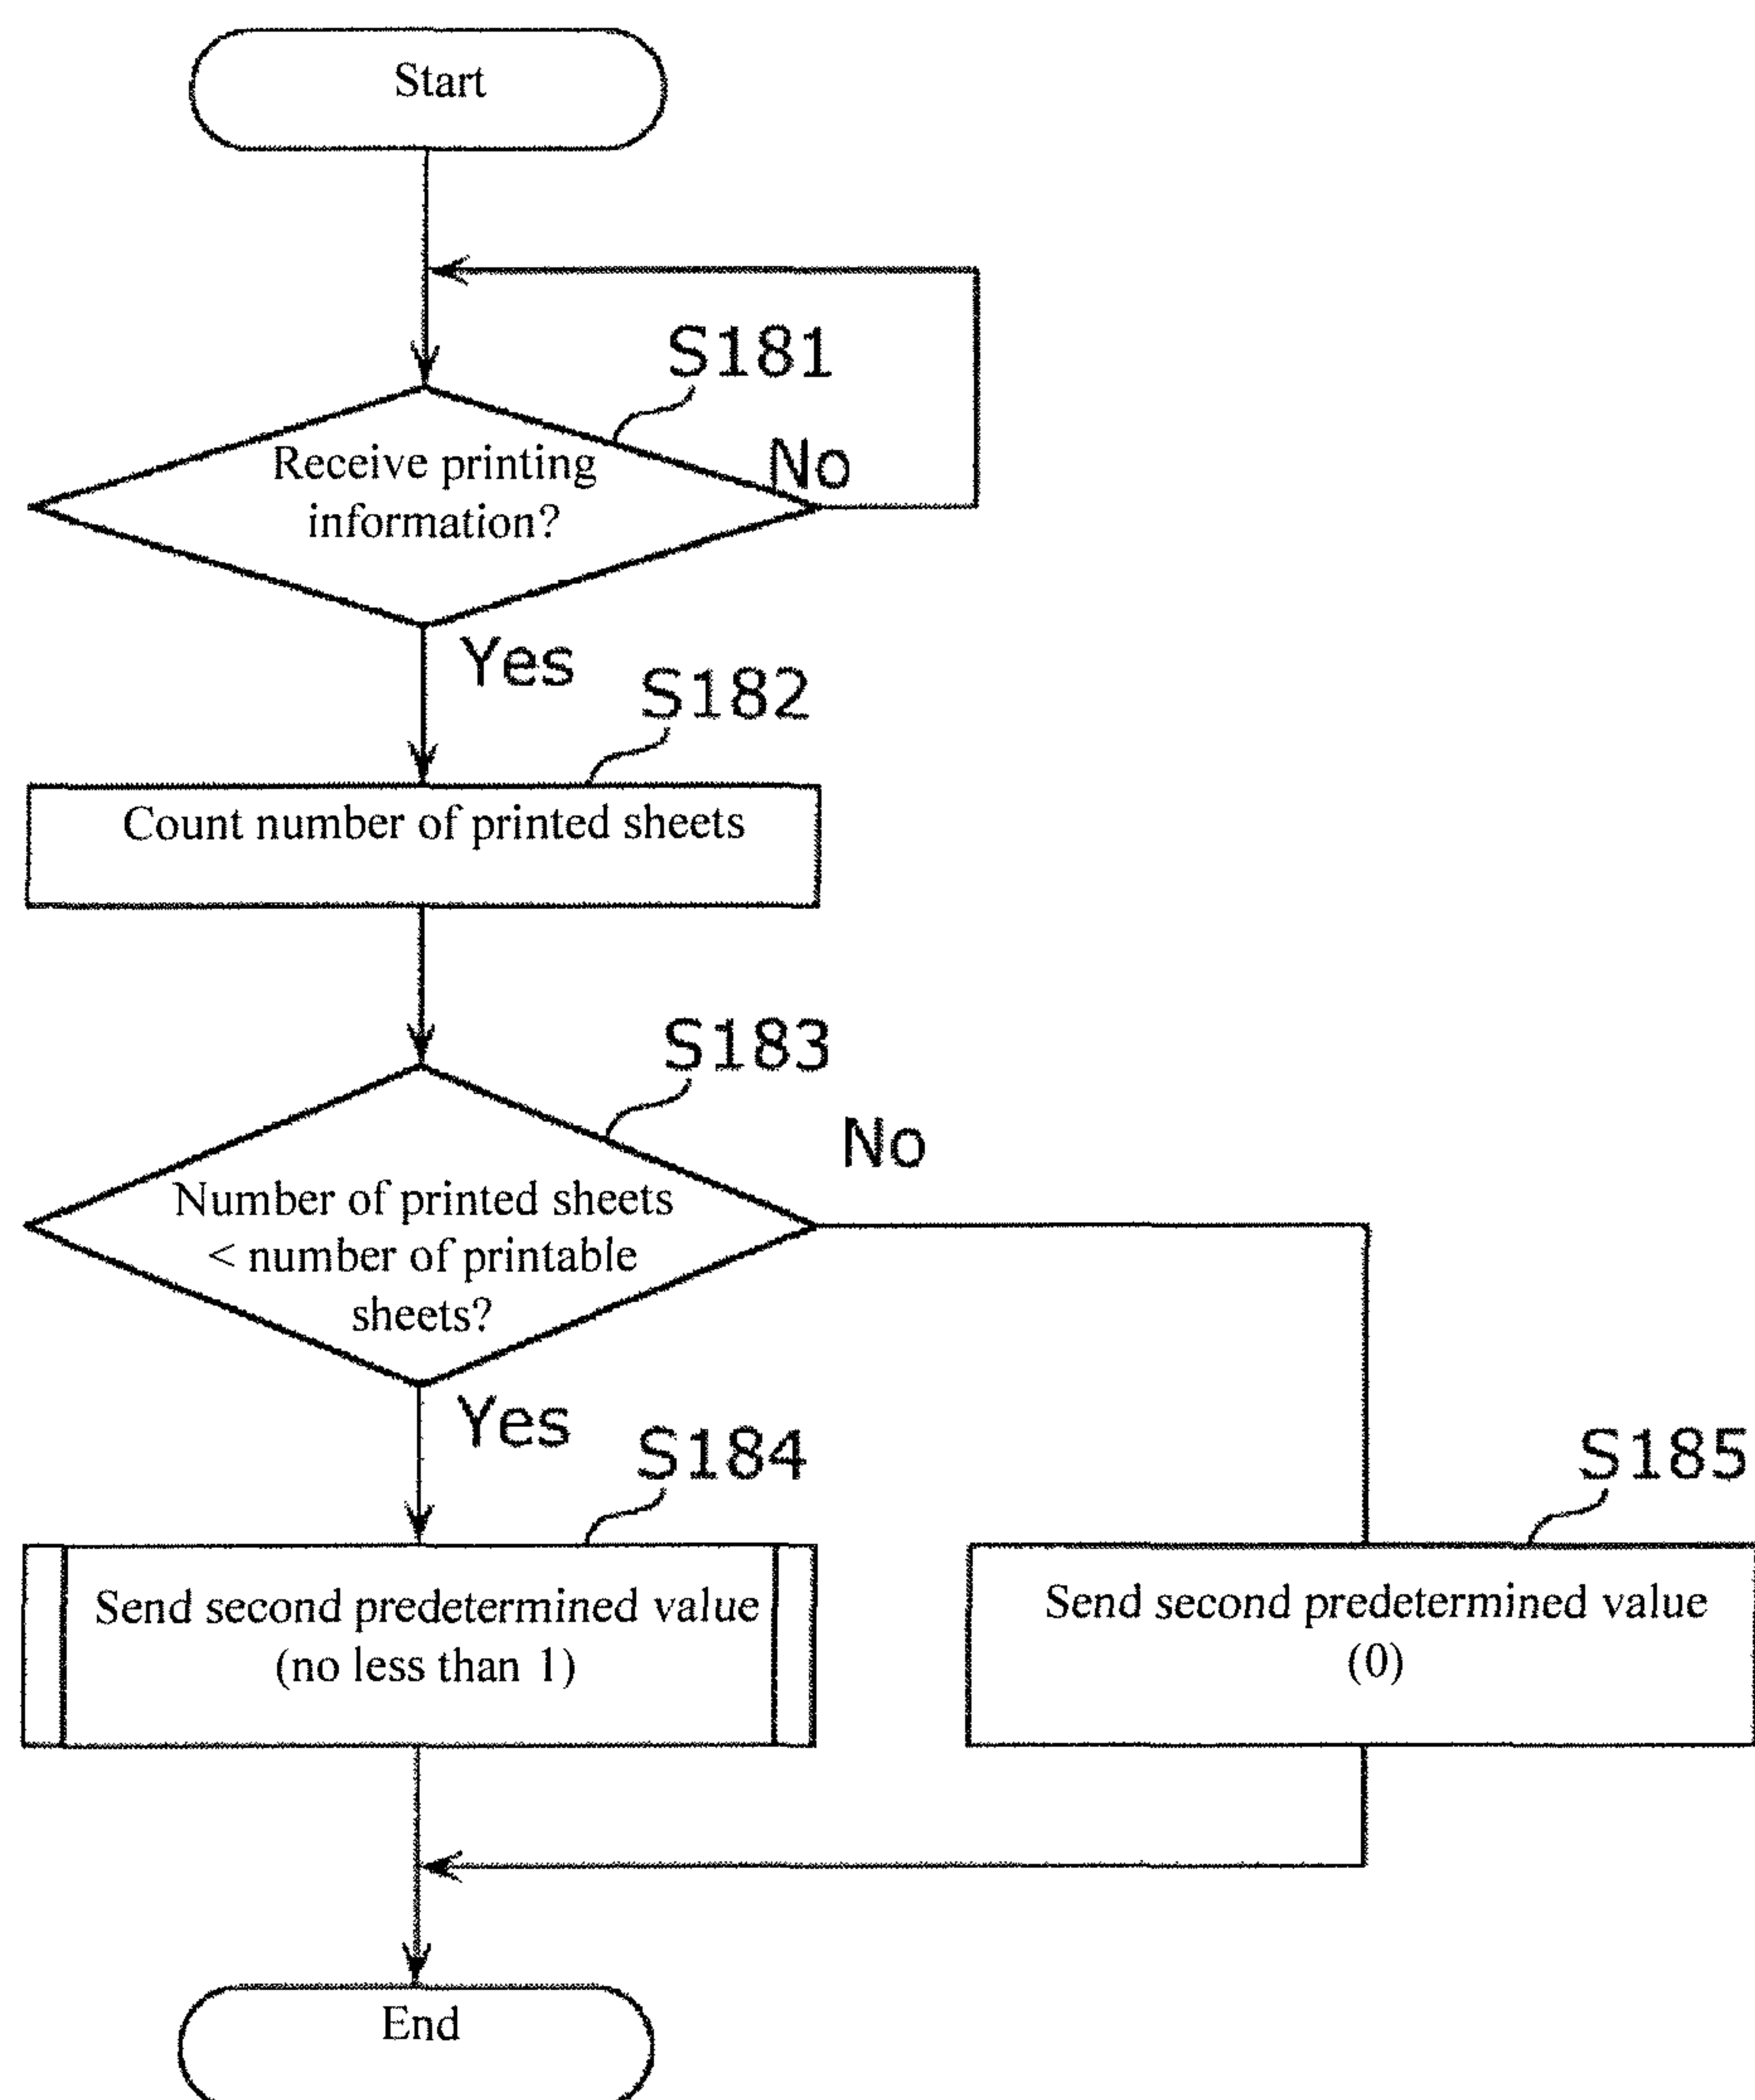 Start
S181
Receive printing
information?
No
Yes
S182
Count number of printed sheets
S183
No
Number of printed sheets
< number of printable
sheets?
Yes
S184
S185
Send second predetermined value
(no less than 1)
Send second predetermined value
(0)
End